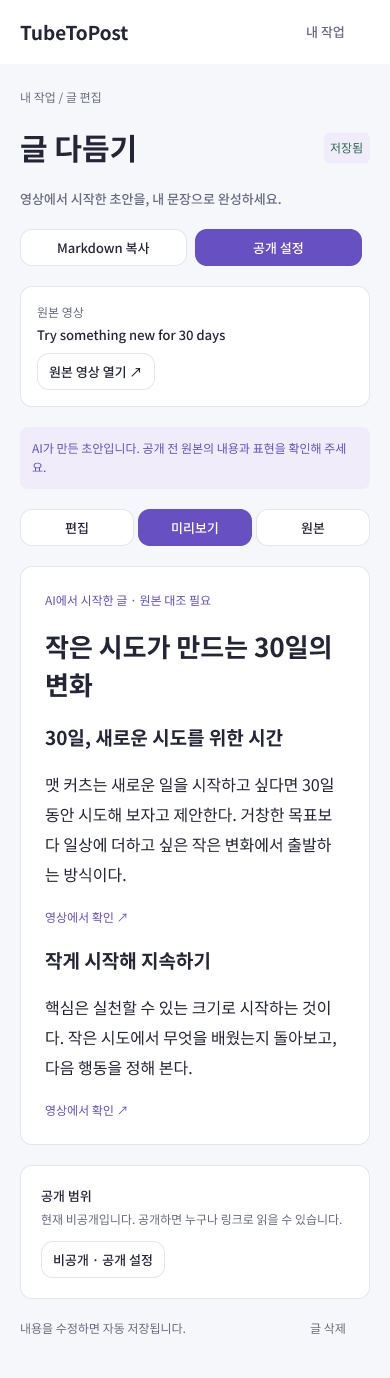 TubeToPost
내 작업
내 작업 / 글 편집
글 다듬기
저장됨
영상에서 시작한 초안을, 내 문장으로 완성하세요.
Markdown 복사
공개 설정
원본 영상
Try something new for 30 days
원본 영상 열기 ↗
AI가 만든 초안입니다. 공개 전 원본의 내용과 표현을 확인해 주세
요.
편집
미리보기
원본
AI에서 시작한 글 · 원본 대조 필요
작은 시도가 만드는 30일의
변화
30일, 새로운 시도를 위한 시간
맷 커츠는 새로운 일을 시작하고 싶다면 30일
동안 시도해 보자고 제안한다. 거창한 목표보
다 일상에 더하고 싶은 작은 변화에서 출발하
는 방식이다.
영상에서 확인 ↗
작게 시작해 지속하기
핵심은 실천할 수 있는 크기로 시작하는 것이
다. 작은 시도에서 무엇을 배웠는지 돌아보고,
다음 행동을 정해 본다.
영상에서 확인 ↗
공개 범위
현재 비공개입니다. 공개하면 누구나 링크로 읽을 수 있습니다.
비공개 · 공개 설정
내용을 수정하면 자동 저장됩니다.
글 삭제